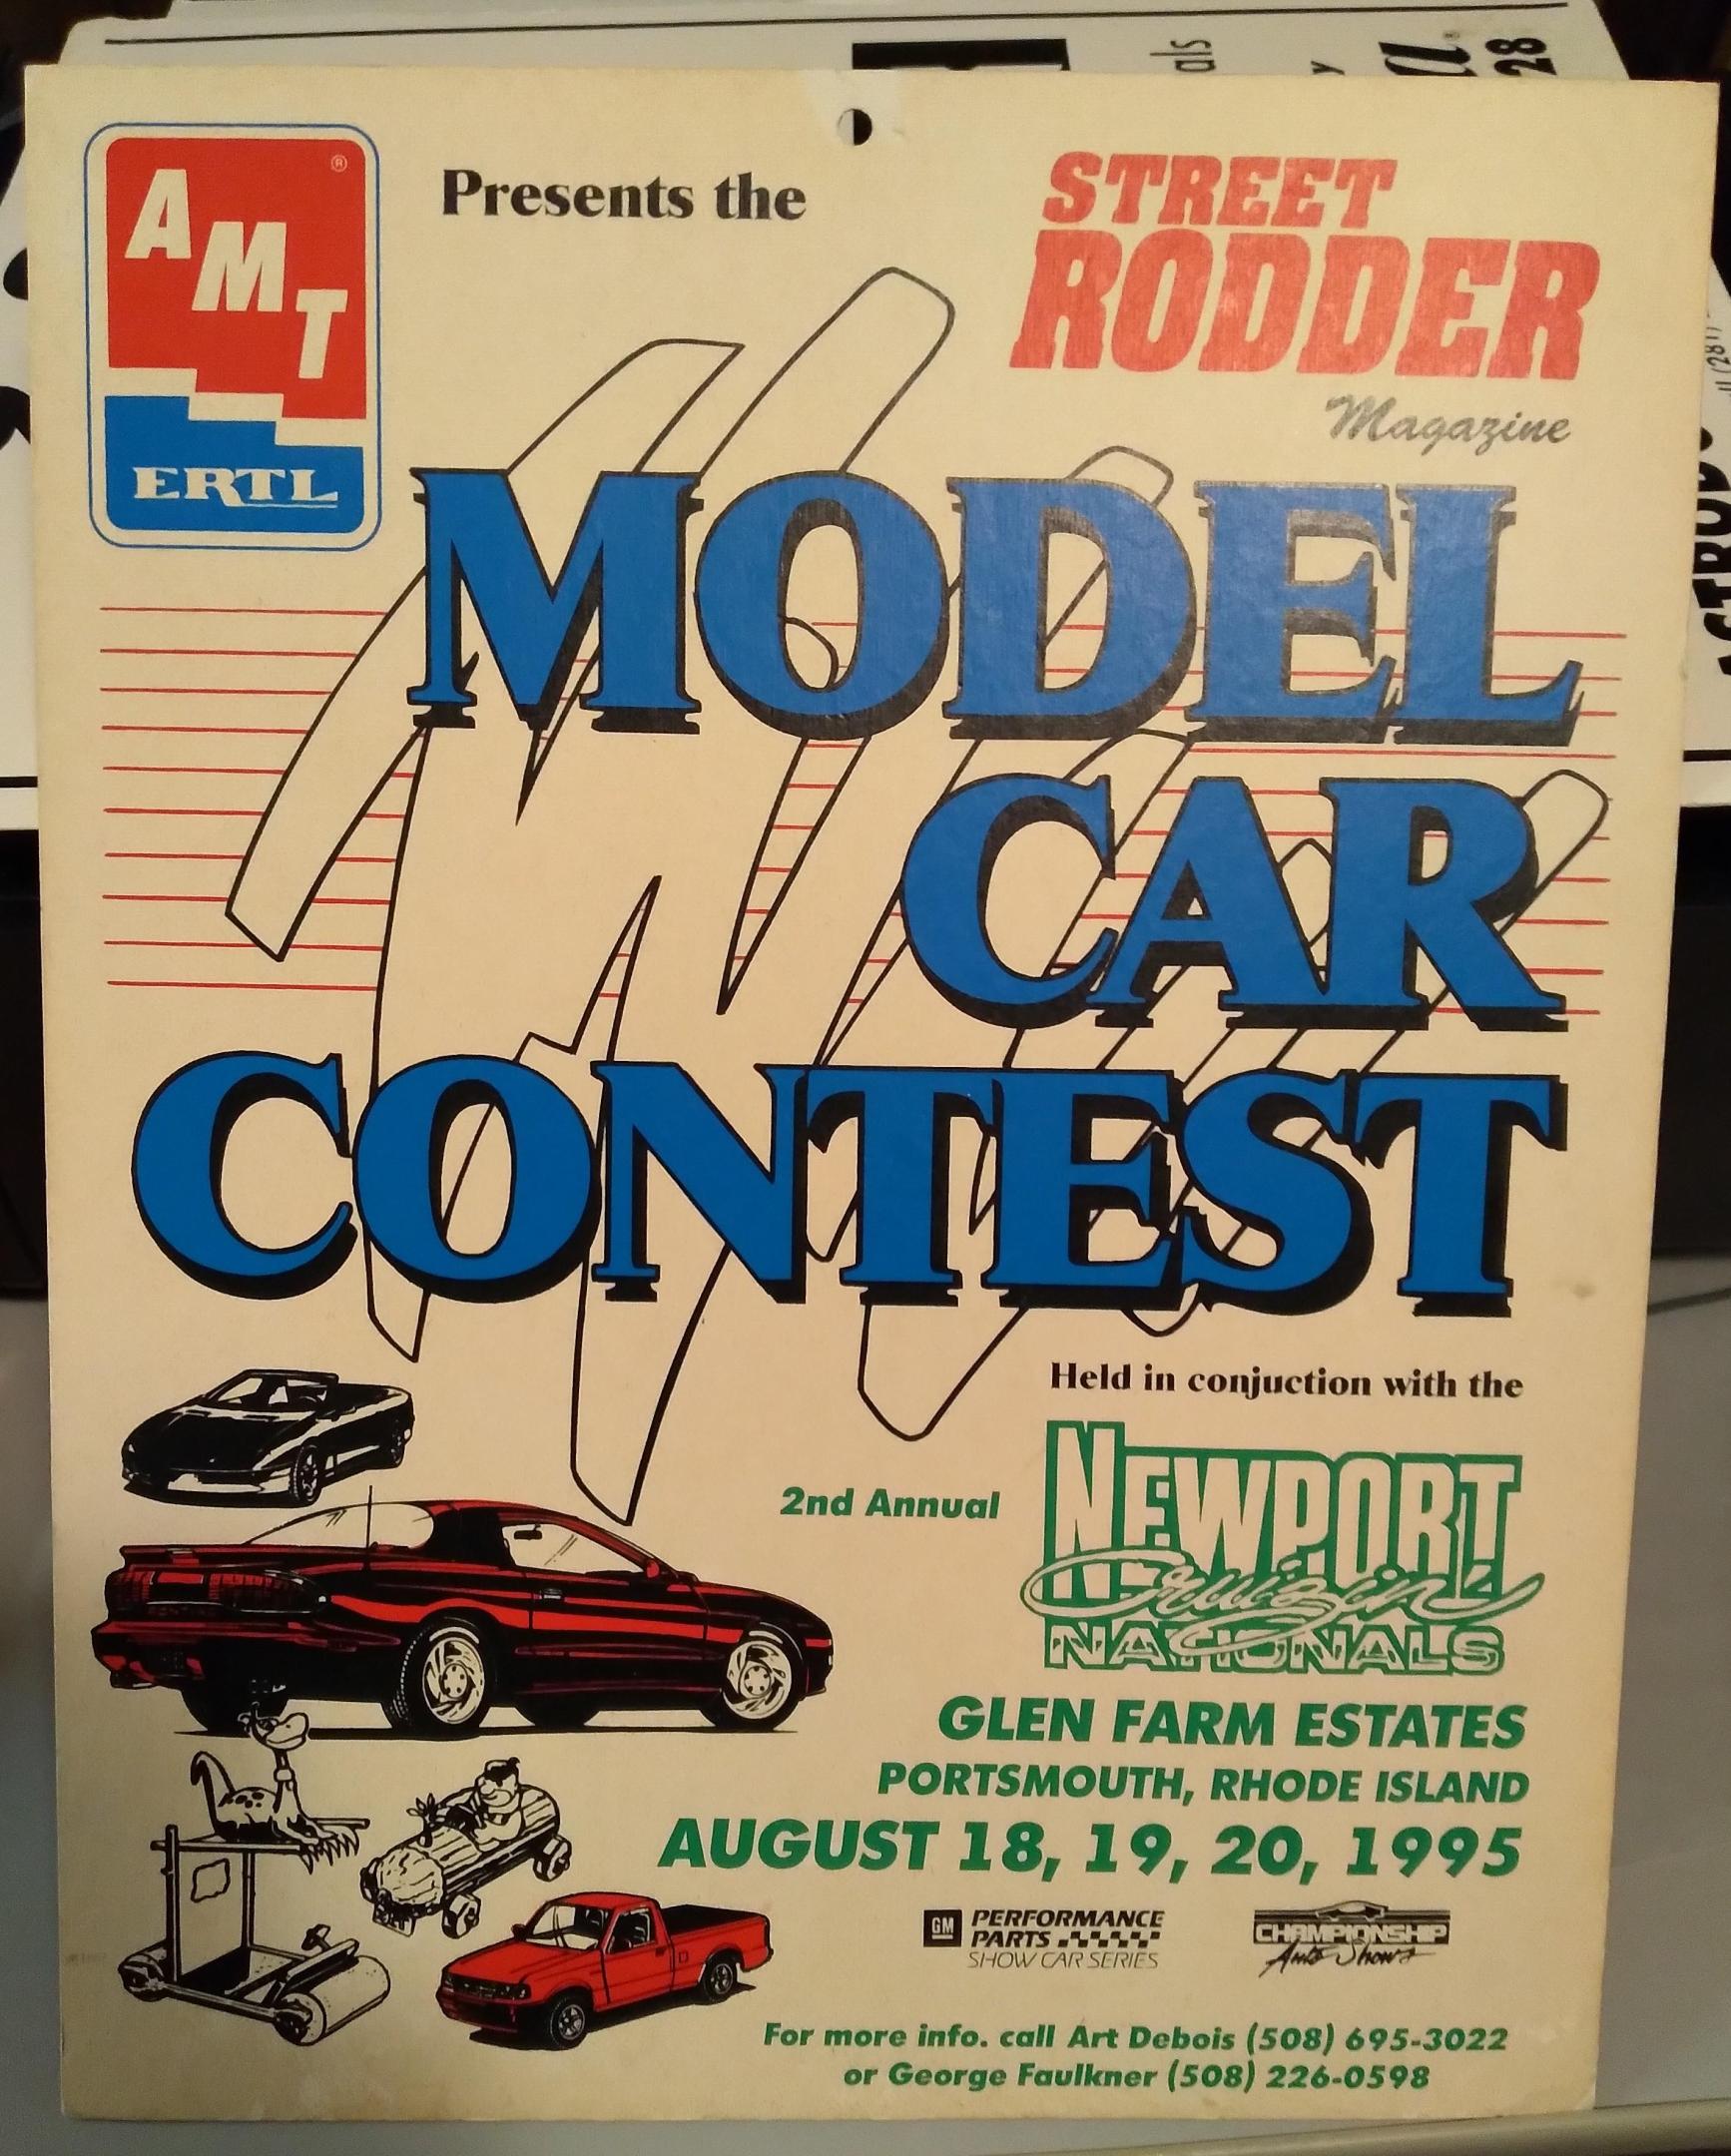 als
28
AMT
®
ERTL
Presents the
STREET
RODDER
Magazine
MODEL
CAR
CONTEST
Held in conjuction with the
2nd Annual
NEWPORT
Cruisin
NATIONALS
GLEN FARM ESTATES
PORTSMOUTH, RHODE ISLAND
AUGUST 18, 19, 20, 1995
GM
PERFORMANCE
PARTS
SHOW CAR SERIES
CHAMPIONSHIP
Auto Shows
For more info. call Art Debois (508) 695-3022
or George Faulkner (508) 226-0598